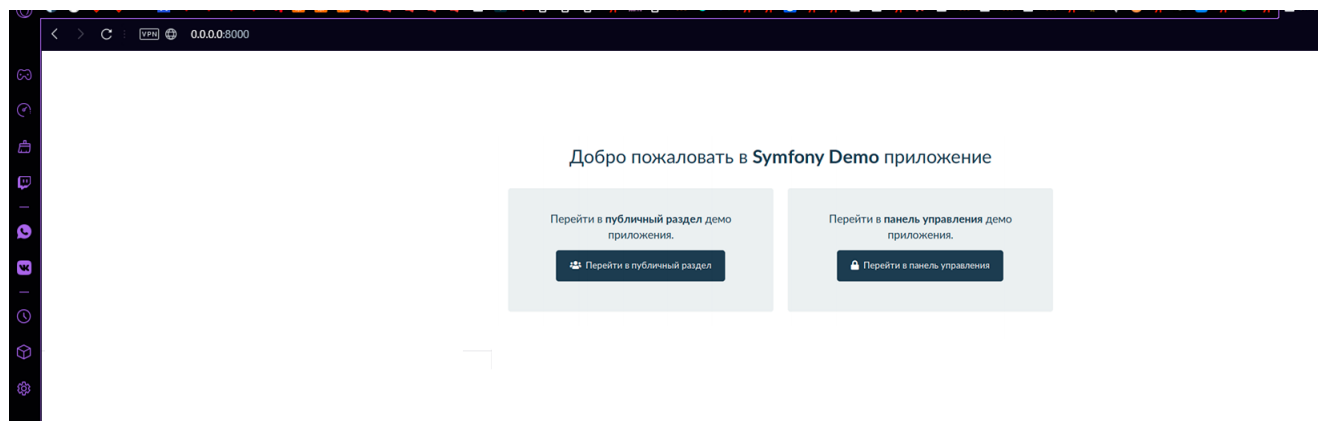 VPN 0.0.0.0:8000
Добро пожаловать в Symfony Demo приложение
Перейти в публичный раздел демо
приложения.
Перейти в публичный раздел
Перейти в панель управления демо
приложения.
Перейти в панель управления